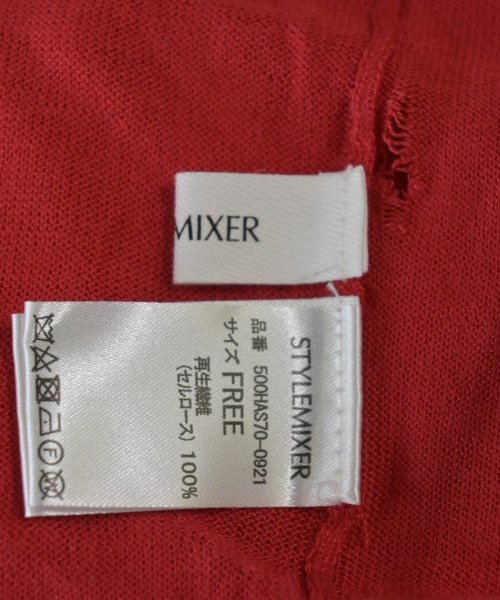 MIXER
STYLEMIXER
品番 500HAS70-0921
サイズ FREE
再生繊維
(セルロース) 100%
F